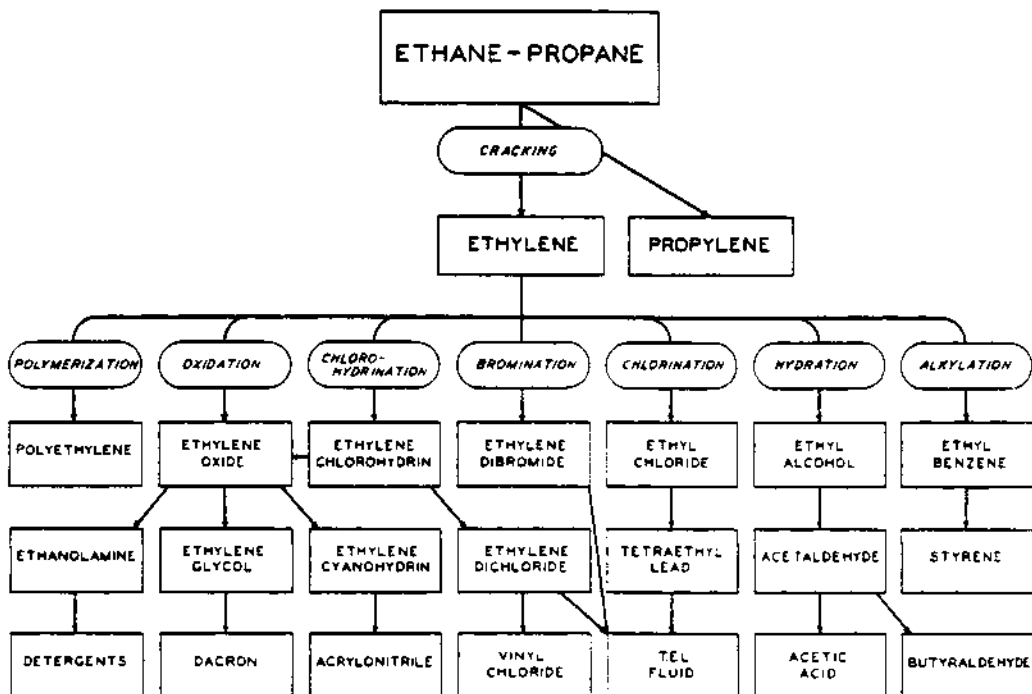 ETHANE - PROPANE
CRACKING
ETHYLENE
PROPYLENE
POLYMERIZATION
OXIDATION
CHLORO-
HYDRINATION
BROMINATION
CHLORINATION
HYDRATION
ALKYLATION
POLYETHYLENE
ETHYLENE
OXIDE
ETHYLENE
CHLOROHYDRIN
ETHYLENE
DIBROMIDE
ETHYL
CHLORIDE
ETHYL
ALCOHOL
ETHYL
BENZENE
ETHANOLAMINE
ETHYLENE
GLYCOL
ETHYLENE
CYANOHYDRIN
ETHYLENE
DICHLORIDE
TETRAETHYL
LEAD
ACETALDEHYDE
STYRENE
DETERGENTS
DACRON
ACRYLONITRILE
VINYL
CHLORIDE
T.E.L.
FLUID
ACETIC
ACID
BUTYRALDEHYDE